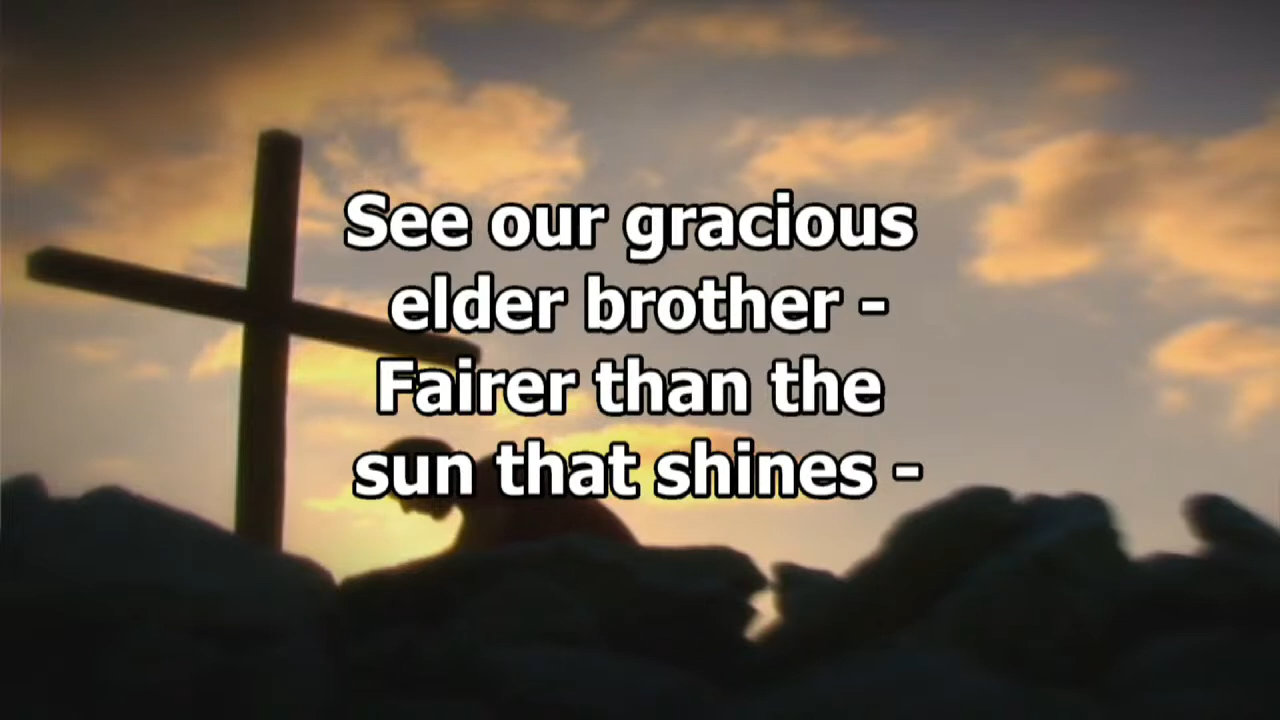 See our gracious
elder brother -
Fairer than the
sun that shines -